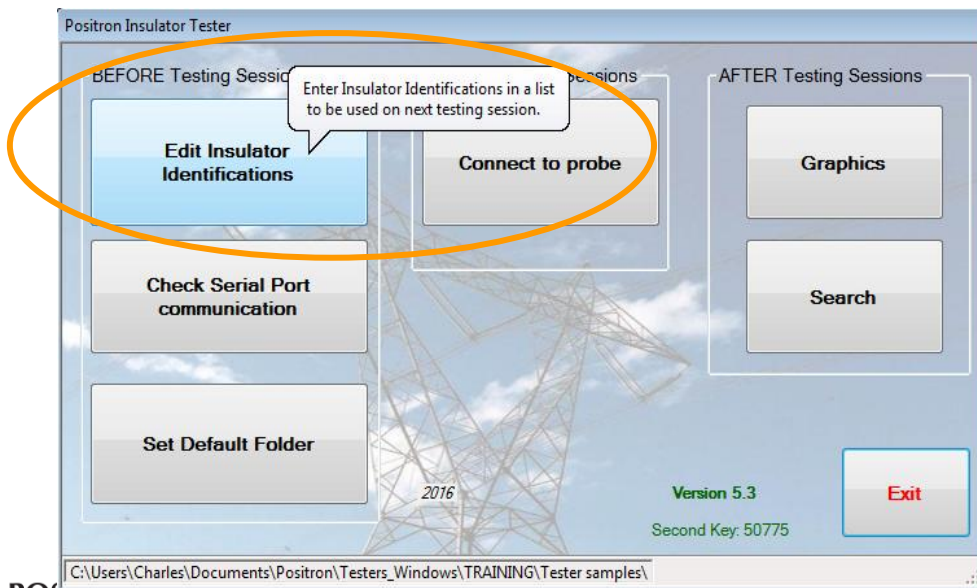 Positron Insulator Tester
BEFORE Testing Sessi
Enter Insulator Identifications in a list
to be used on next testing session.
Sessions
AFTER Testing Sessions
Edit Insulator
Identifications
Connect to probe
Graphics
Check Serial Port
communication
Search
Set Default Folder
2016
Version 5.3
Second Key: 50775
Exit
C:\Users\Charles\Documents\Positron\Testers_Windows\TRAINING\Tester samples\